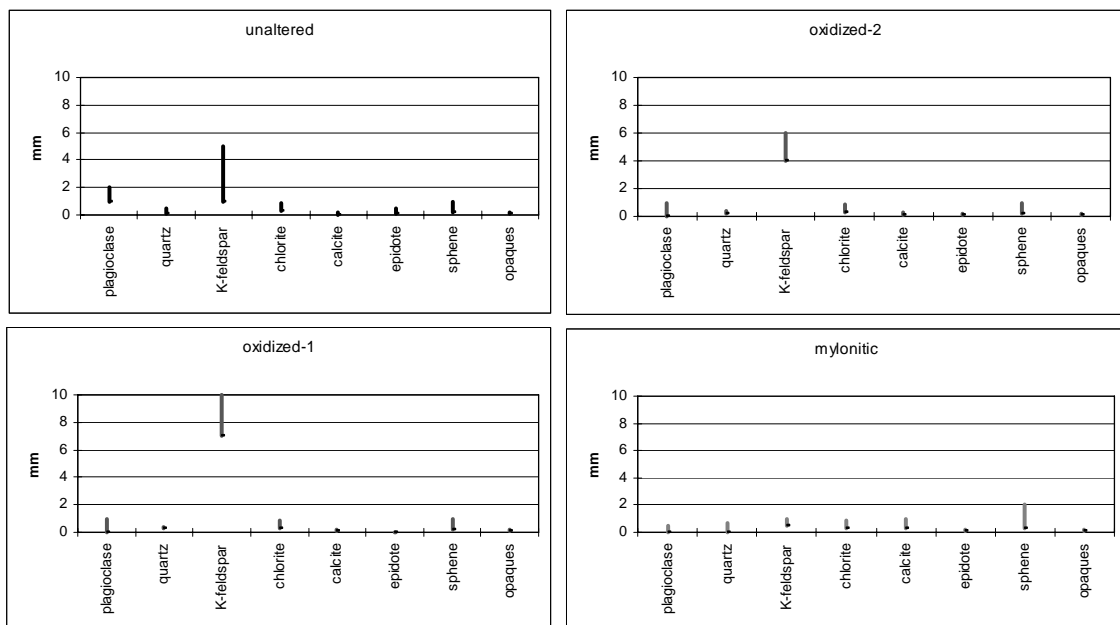 unaltered
10
8
6
4
2
0
mm
plagioclase
quartz
K-feldspar
chlorite
calcite
epidote
sphene
opaques
oxidized-2
10
8
6
4
2
0
mm
plagioclase
quartz
K-feldspar
chlorite
calcite
epidote
sphene
opaques
oxidized-1
10
8
6
4
2
0
mm
plagioclase
quartz
K-feldspar
chlorite
calcite
epidote
sphene
opaques
mylonitic
10
8
6
4
2
0
mm
plagioclase
quartz
K-feldspar
chlorite
calcite
epidote
sphene
opaques